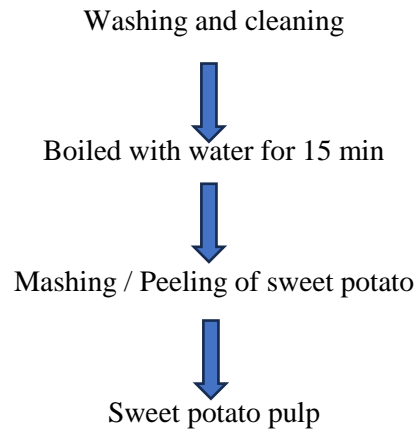 Washing and cleaning
Boiled with water for 15 min
Mashing / Peeling of sweet potato
Sweet potato pulp